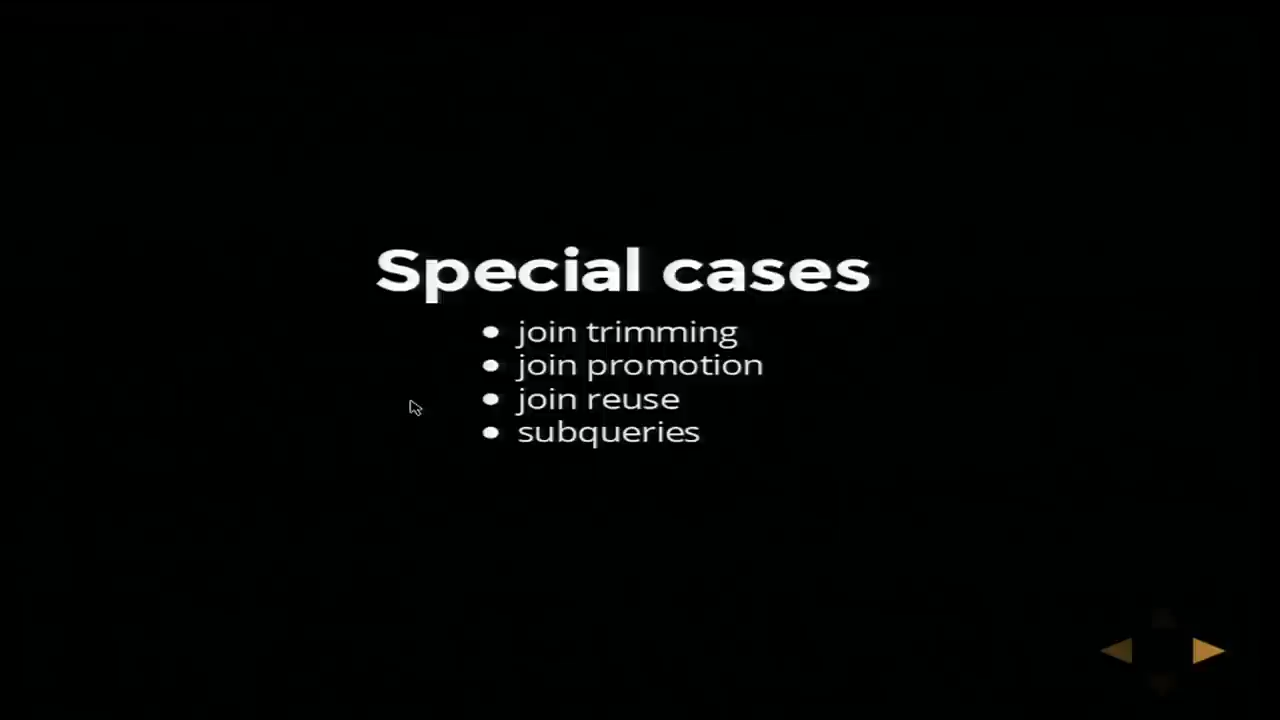 Special cases
• join trimming
• join promotion
• join reuse
• subqueries